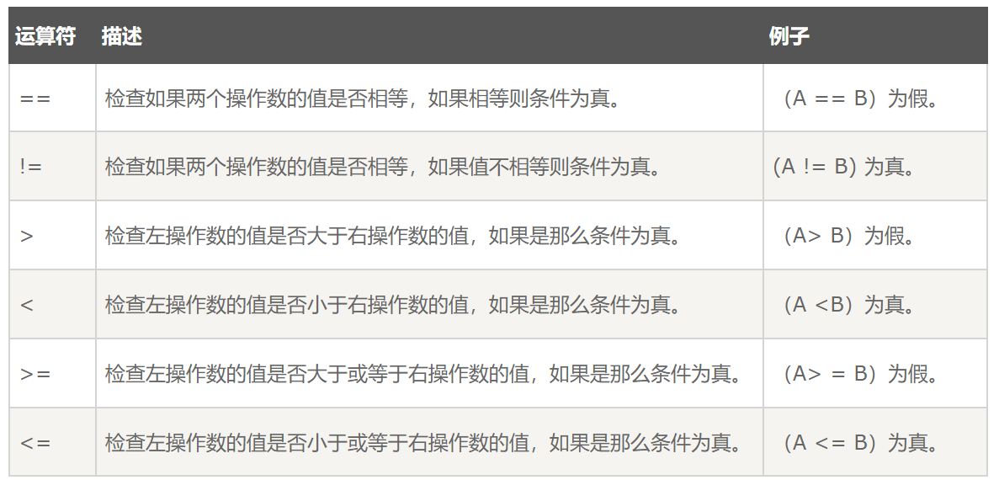 运算符 描述 例子
== 检查如果两个操作数的值是否相等，如果相等则条件为真。 （A == B）为假。
!= 检查如果两个操作数的值是否相等，如果值不相等则条件为真。 (A != B) 为真。
> 检查左操作数的值是否大于右操作数的值，如果是那么条件为真。 （A> B）为假。
< 检查左操作数的值是否小于右操作数的值，如果是那么条件为真。 （A <B）为真。
>= 检查左操作数的值是否大于或等于右操作数的值，如果是那么条件为真。 （A> = B）为假。
<= 检查左操作数的值是否小于或等于右操作数的值，如果是那么条件为真。 （A <= B）为真。